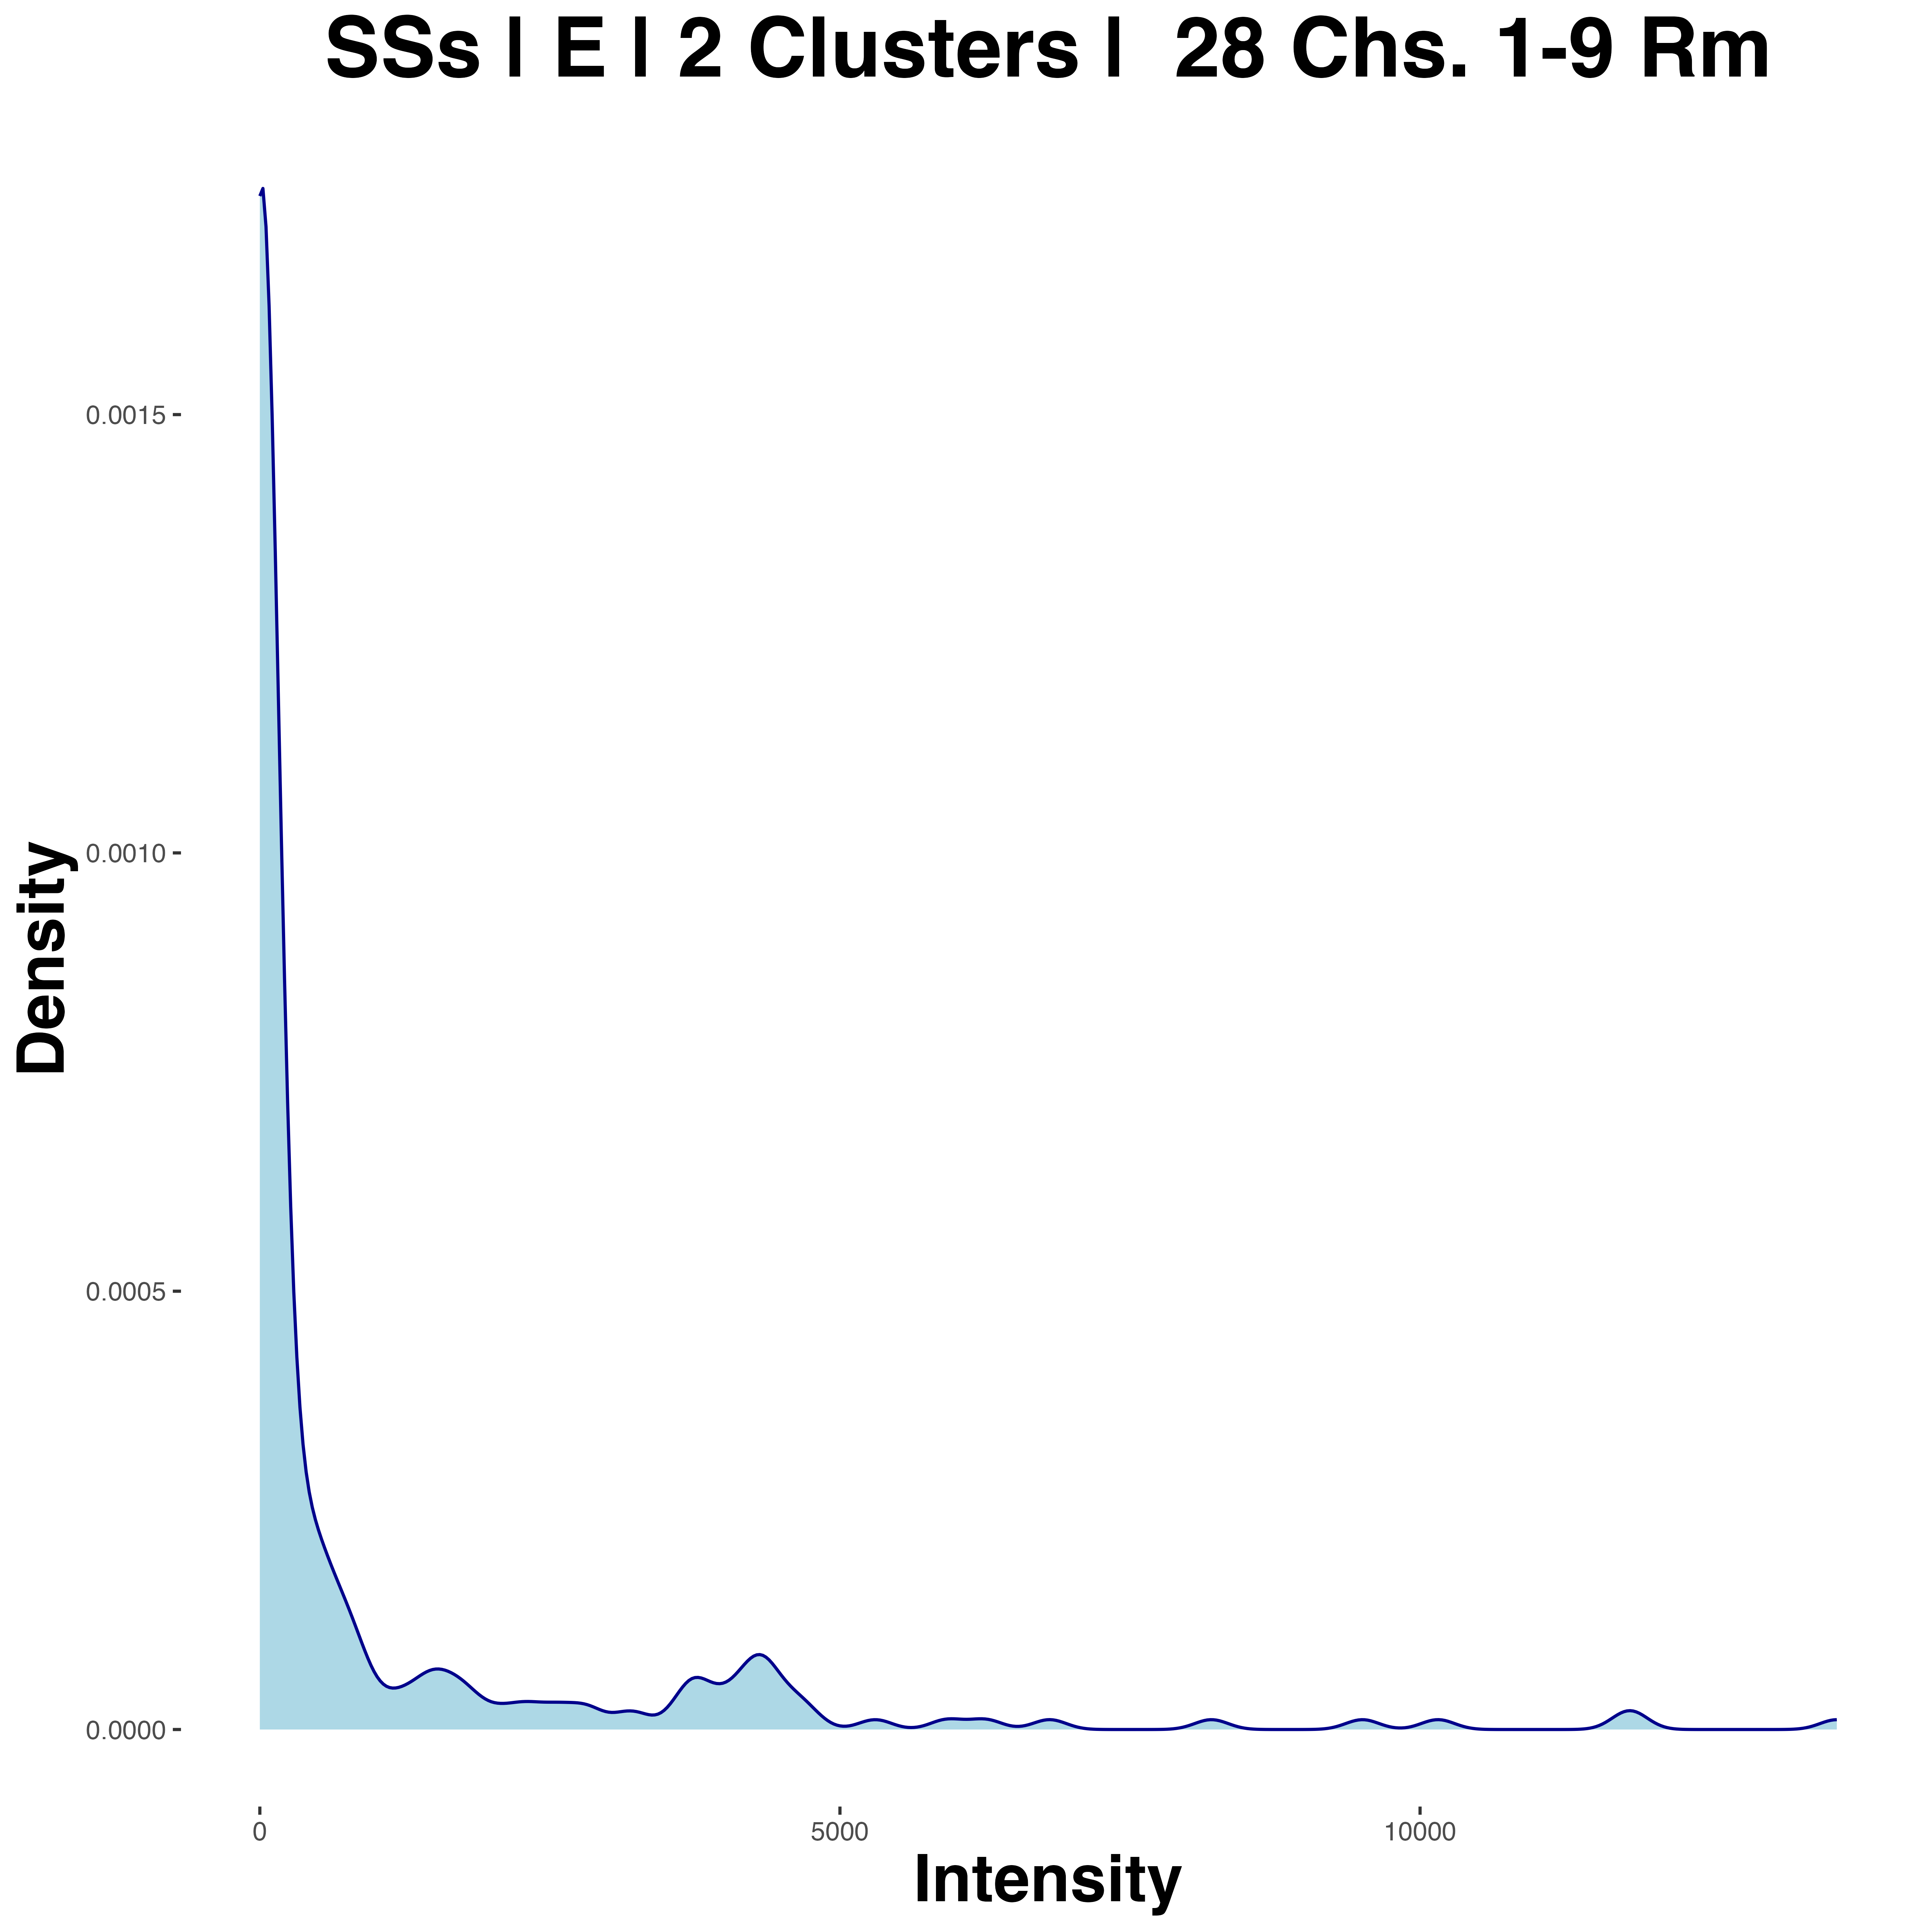 SSs | E | 2 Clusters |  28 Chs. 1-9 Rm
Density
0.0015
0.0010
0.0005
0.0000
0 5000 10000
Intensity